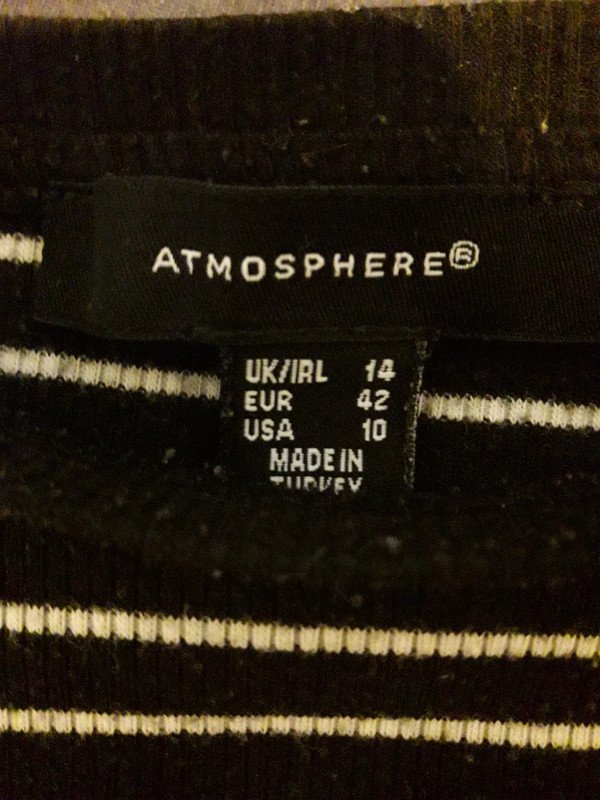 ATMOSPHERE®
UK/IRL 14
EUR 42
USA 10
MADE IN
TURKEY